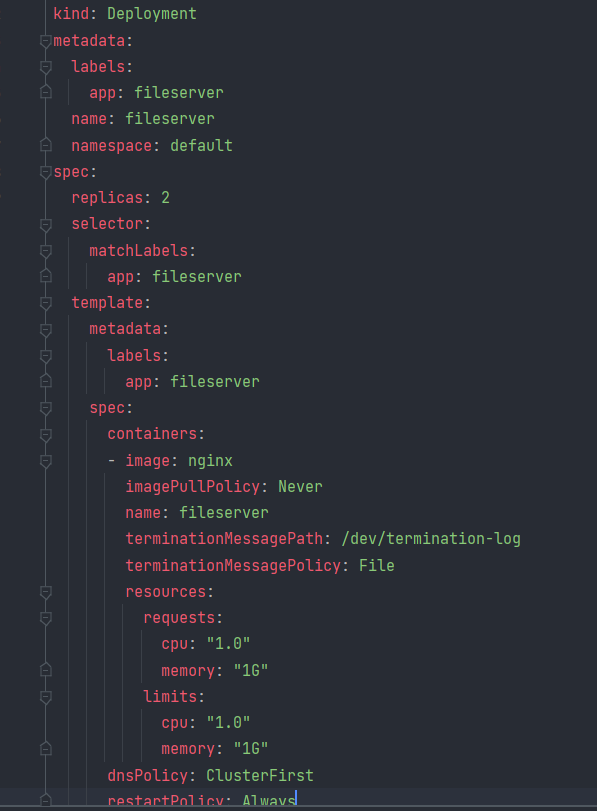 kind: Deployment
metadata:
  labels:
    app: fileserver
  name: fileserver
  namespace: default
spec:
  replicas: 2
  selector:
    matchLabels:
      app: fileserver
  template:
    metadata:
      labels:
        app: fileserver
    spec:
      containers:
      - image: nginx
        imagePullPolicy: Never
        name: fileserver
        terminationMessagePath: /dev/termination-log
        terminationMessagePolicy: File
        resources:
          requests:
            cpu: "1.0"
            memory: "1G"
          limits:
            cpu: "1.0"
            memory: "1G"
      dnsPolicy: ClusterFirst
      restartPolicy: Always